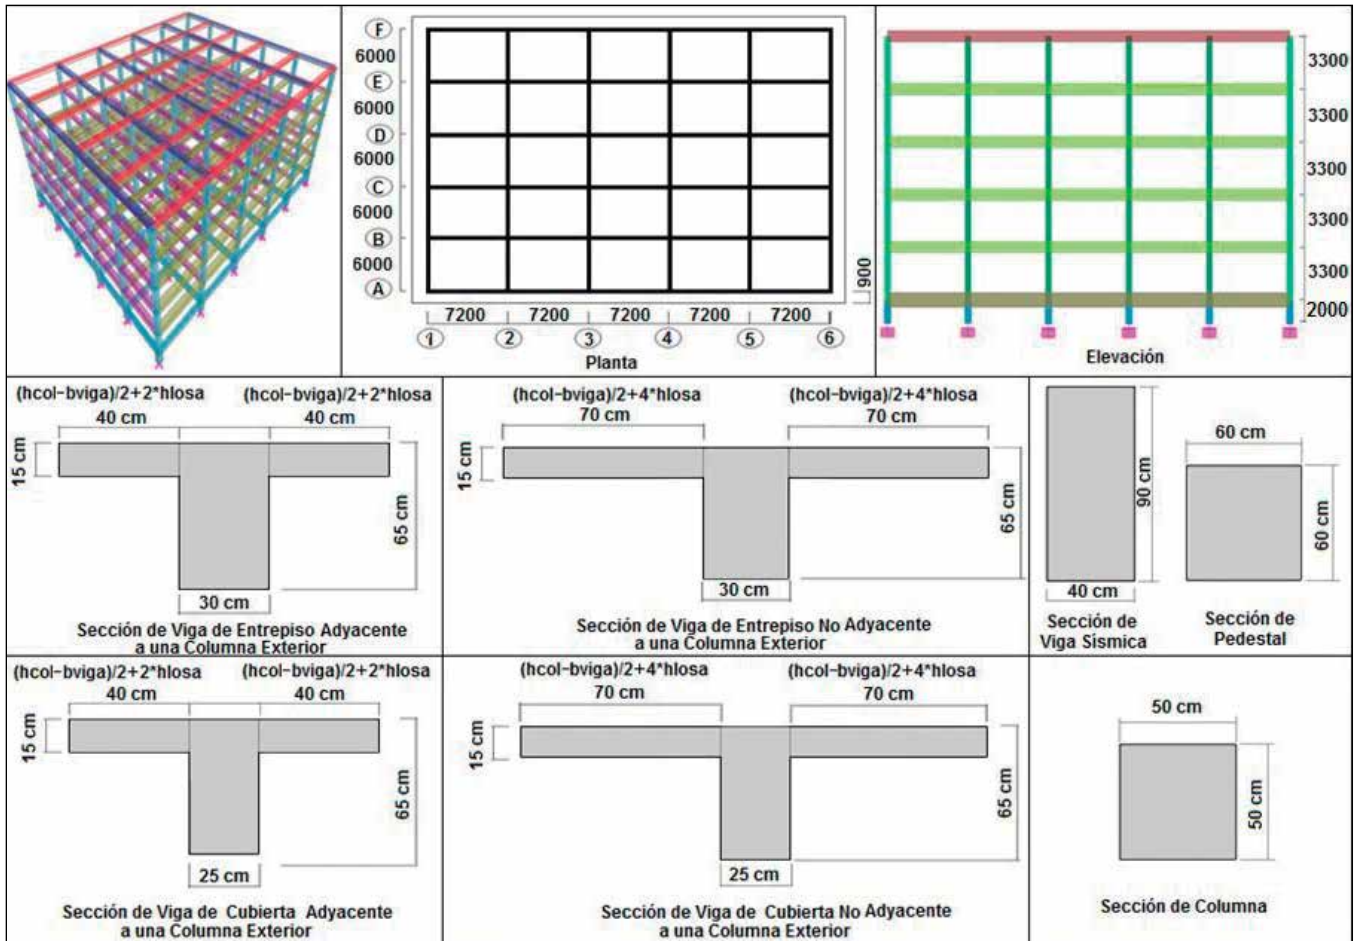 F
6000
E
6000
D
6000
C
6000
B
6000
A
900
7200 7200 7200 7200 7200
1 2 3 4 5 6
Planta
3300
3300
3300
3300
3300
2000
Elevación
(hcol-bviga)/2+2*hlosa (hcol-bviga)/2+2*hlosa
40 cm 40 cm
15 cm
65 cm
30 cm
Sección de Viga de Entrepiso Adyacente
a una Columna Exterior
(hcol-bviga)/2+4*hlosa (hcol-bviga)/2+4*hlosa
70 cm 70 cm
15 cm
65 cm
30 cm
Sección de Viga de Entrepiso No Adyacente
a una Columna Exterior
90 cm
40 cm
Sección de
Viga Sísmica
60 cm
60 cm
Sección de
Pedestal
(hcol-bviga)/2+2*hlosa (hcol-bviga)/2+2*hlosa
40 cm 40 cm
15 cm
65 cm
25 cm
Sección de Viga de Cubierta Adyacente
a una Columna Exterior
(hcol-bviga)/2+4*hlosa (hcol-bviga)/2+4*hlosa
70 cm 70 cm
15 cm
65 cm
25 cm
Sección de Viga de Cubierta No Adyacente
a una Columna Exterior
50 cm
50 cm
Sección de Columna